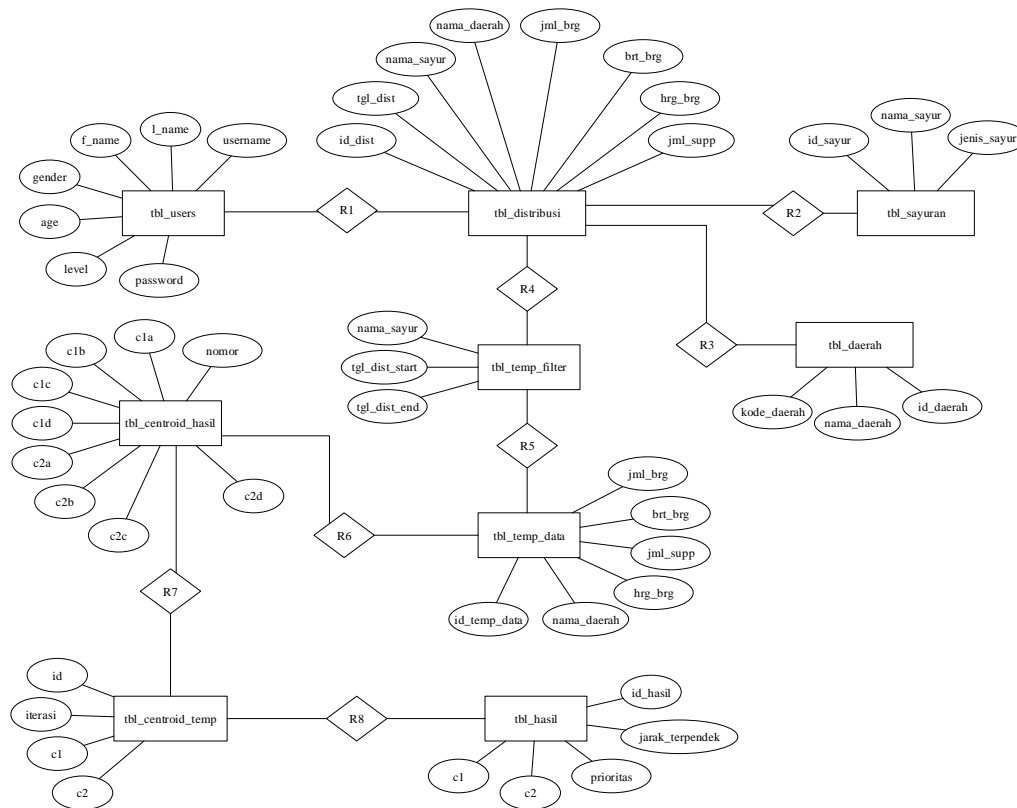 nama_daerah
jml_brg
nama_sayur
brt_brg
tgl_dist
hrg_brg
id_dist
jml_supp
l_name
f_name
username
gender
age
level
password
tbl_users
R1
tbl_distribusi
R2
nama_sayur
id_sayur
jenis_sayur
tbl_sayuran
R4
R3
tbl_daerah
kode_daerah
nama_daerah
id_daerah
nama_sayur
tgl_dist_start
tgl_dist_end
tbl_temp_filter
R5
c1a
c1b
nomor
c1c
c1d
tbl_centroid_hasil
c2a
c2b
c2c
c2d
R6
tbl_temp_data
jml_brg
brt_brg
jml_supp
hrg_brg
id_temp_data
nama_daerah
R7
id
iterasi
c1
c2
tbl_centroid_temp
R8
tbl_hasil
id_hasil
jarak_terpendek
c1
c2
prioritas